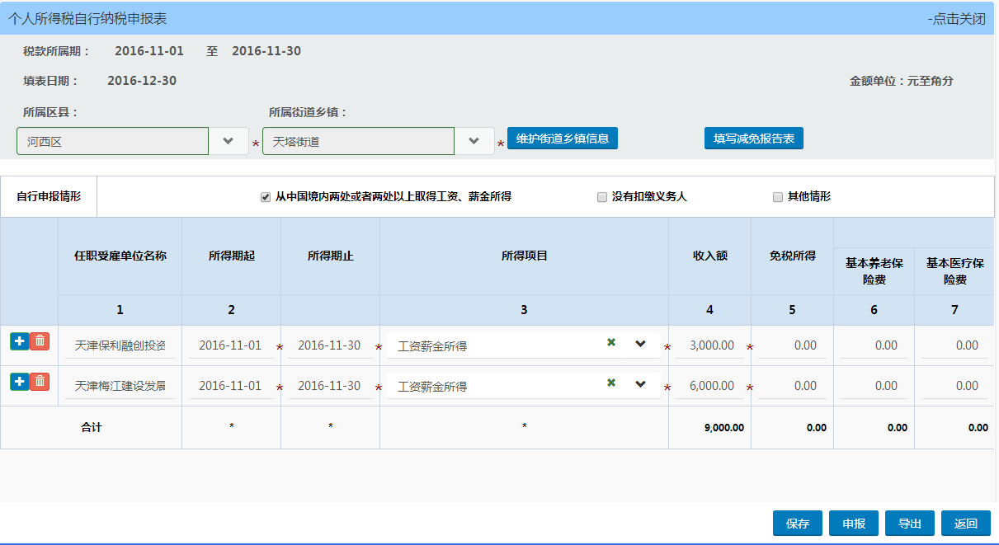 个人所得税自行纳税申报表 -点击关闭
税款所属期： 2016-11-01 至 2016-11-30
填表日期： 2016-12-30 金额单位：元至角分
所属区县： 所属街道乡镇：
河西区 * 天塔街道 * 维护街道乡镇信息 填写减免报告表
自行申报情形 从中国境内两处或者两处以上取得工资、薪金所得 没有扣缴义务人 其他情形
任职受雇单位名称 所得期起 所得期止 所得项目 收入额 免税所得 基本养老保险费 基本医疗保险费
1 2 3 4 5 6 7
天津保利融创投资 2016-11-01 * 2016-11-30 * 工资薪金所得 * 3,000.00 * 0.00 0.00 0.00
天津梅江建设发展 2016-11-01 * 2016-11-30 * 工资薪金所得 * 6,000.00 * 0.00 0.00 0.00
合计 * * * 9,000.00 0.00 0.00 0.00
保存 申报 导出 返回